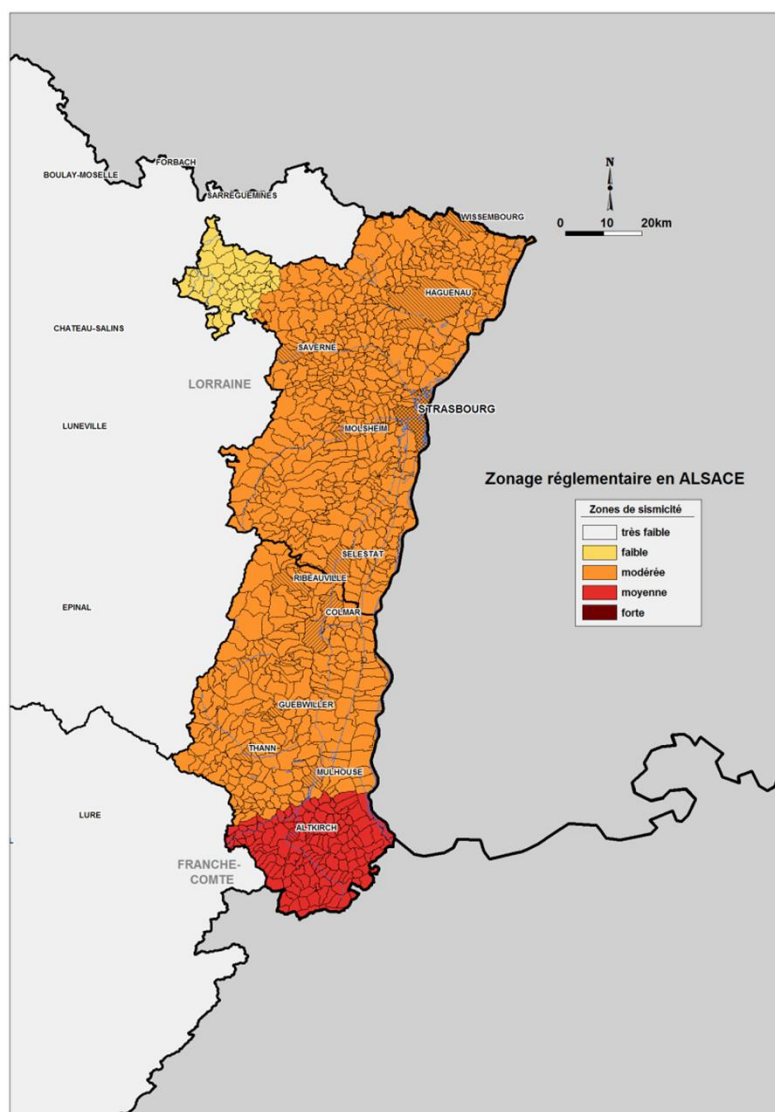 FORBACH
BOULAY-MOSELLE
SARREGUEMINES
N
WISSEMBOURG
0 10 20km
HAGUENAU
CHATEAU-SALINS
SAVERNE
LORRAINE
STRASBOURG
LUNEVILLE
MOLSHEIM
Zonage réglementaire en ALSACE
Zones de sismicité
très faible
faible
modérée
moyenne
forte
SELESTAT
RIBEAUVILLE
EPINAL
COLMAR
GUEBWILLER
THANN
MULHOUSE
LURE
ALTKIRCH
FRANCHE-
COMTE